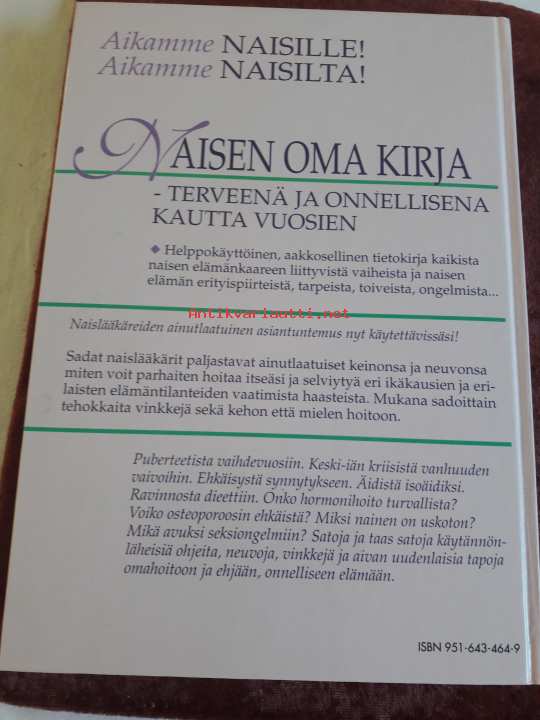 Aikamme NAISILLE!
Aikamme NAISILTA!
NAISEN OMA KIRJA
- TERVEENÄ JA ONNELLISENA
KAUTTA VUOSIEN
◆ Helppokäyttöinen, aakkosellinen tietokirja kaikista
naisen elämänkaareen liittyvistä vaiheista ja naisen
elämän erityispiirteistä, tarpeista, toiveista, ongelmista...
Antikvariaatti.net
Naislääkäreiden ainutlaatuinen asiantuntemus nyt käytettävissäsi!
Sadat naislääkärit paljastavat ainutlaatuiset keinonsa ja neuvonsa
miten voit parhaiten hoitaa itseäsi ja selviytyä eri ikäkausien ja eri-
laisten elämäntilanteiden vaatimista haasteista. Mukana sadoittain
tehokkaita vinkkejä sekä kehon että mielen hoitoon.
Puberteetista vaihdevuosiin. Keski-iän kriisistä vanhuuden
vaivoihin. Ehkäisystä synnytykseen. Äidistä isoäidiksi.
Ravinnosta dieettiin. Onko hormonihoito turvallista?
Voiko osteoporoosin ehkäistä? Miksi nainen on uskoton?
Mikä avuksi seksiongelmiin? Satoja ja taas satoja käytännön-
läheisiä ohjeita, neuvoja, vinkkejä ja aivan uudenlaisia tapoja
omahoitoon ja ehjään, onnelliseen elämään.
ISBN 951-643-464-9